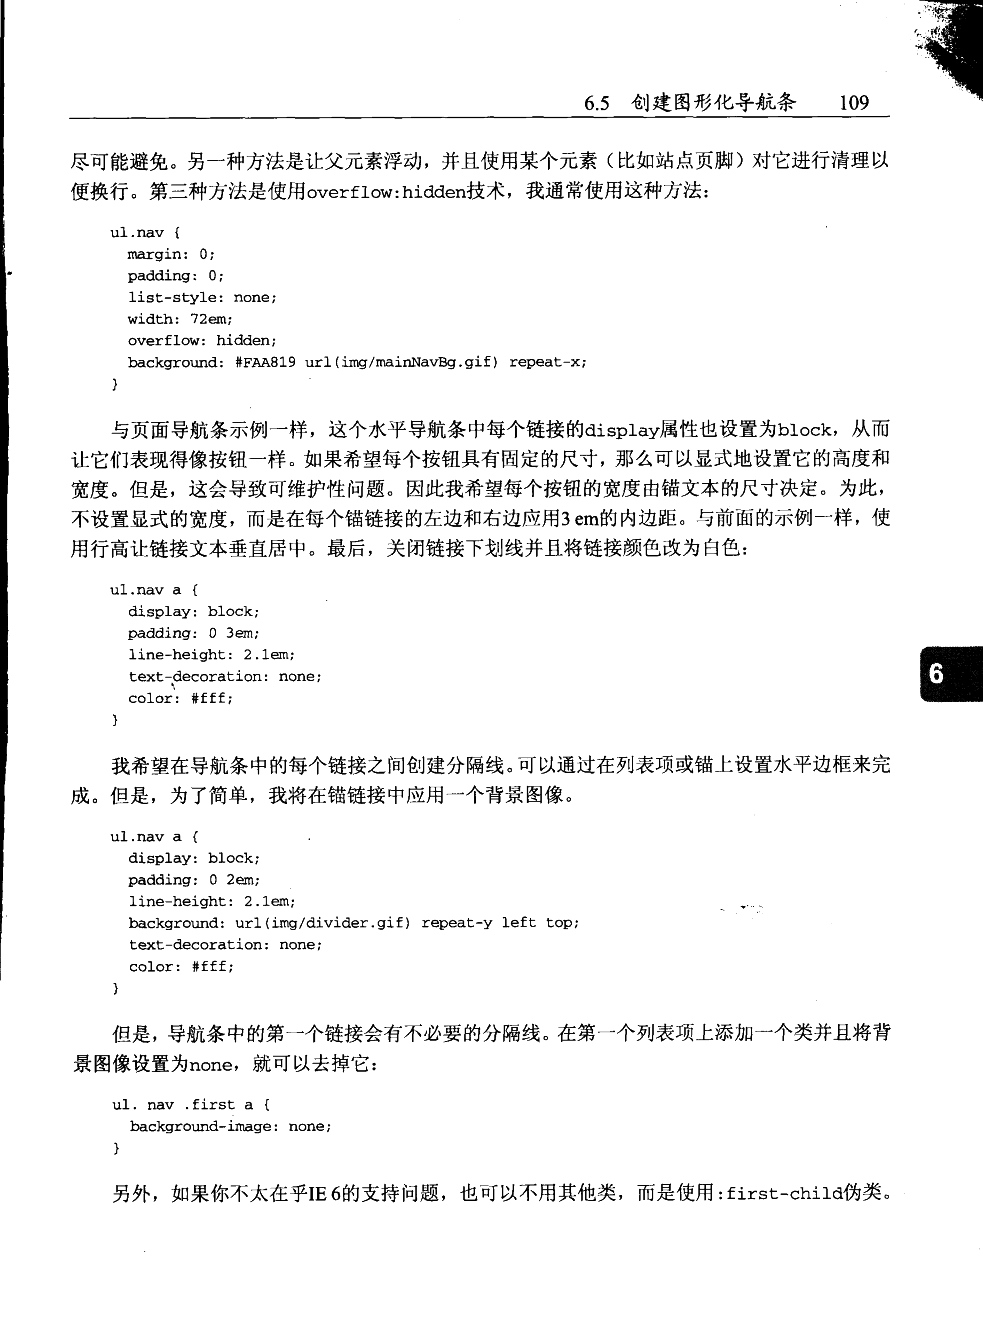 6.5 创建图形化导航条 109
尽可能避免。另一种方法是让父元素浮动，并且使用某个元素（比如站点页脚）对它进行清理以
便换行。第三种方法是使用overflow:hidden技术，我通常使用这种方法：
ul.nav {
margin: 0;
padding: 0;
list-style: none;
width: 72em;
overflow: hidden;
background: #FAA819 url(img/mainNavBg.gif) repeat-x;
}
与页面导航条示例一样，这个水平导航条中每个链接的display属性也设置为block，从而
让它们表现得像按钮一样。如果希望每个按钮具有固定的尺寸，那么可以显式地设置它的高度和
宽度。但是，这会导致可维护性问题。因此我希望每个按钮的宽度由锚文本的尺寸决定。为此，
不设置显式的宽度，而是在每个锚链接的左边和右边应用3 em的内边距。与前面的示例一样，使
用行高让链接文本垂直居中。最后，关闭链接下划线并且将链接颜色改为白色：
ul.nav a {
display: block;
padding: 0 3em;
line-height: 2.1em;
text-decoration: none;
color: #fff;
}
6
我希望在导航条中的每个链接之间创建分隔线。可以通过在列表项或锚上设置水平边框来完
成。但是，为了简单，我将在锚链接中应用一个背景图像。
ul.nav a {
display: block;
padding: 0 2em;
line-height: 2.1em;
background: url(img/divider.gif) repeat-y left top;
text-decoration: none;
color: #fff;
}
但是，导航条中的第一个链接会有不必要的分隔线。在第一个列表项上添加一个类并且将背
景图像设置为none，就可以去掉它：
ul. nav .first a {
background-image: none;
}
另外，如果你不太在乎IE 6的支持问题，也可以不用其他类，而是使用:first-child伪类。